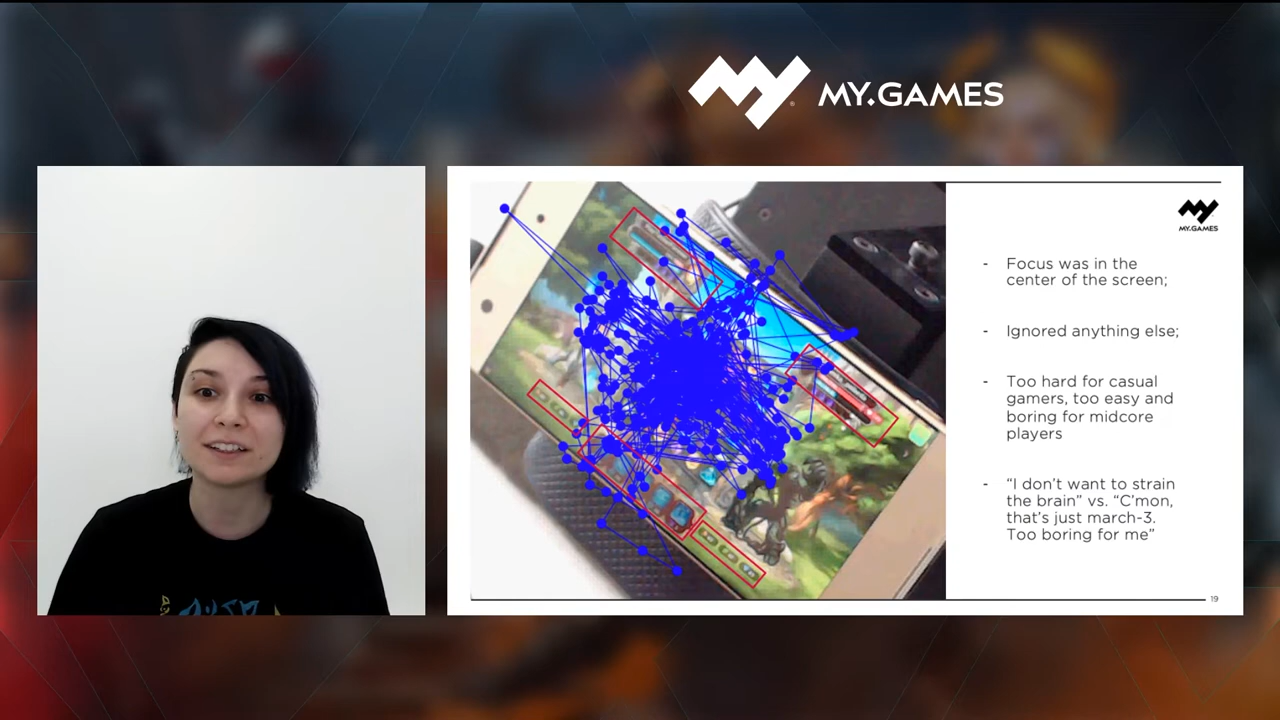 MY.GAMES
MY.GAMES
- Focus was in the
center of the screen;
- Ignored anything else;
- Too hard for casual
gamers, too easy and
boring for midcore
players
- “I don’t want to strain
the brain” vs. “C’mon,
that’s just march-3.
Too boring for me”
19